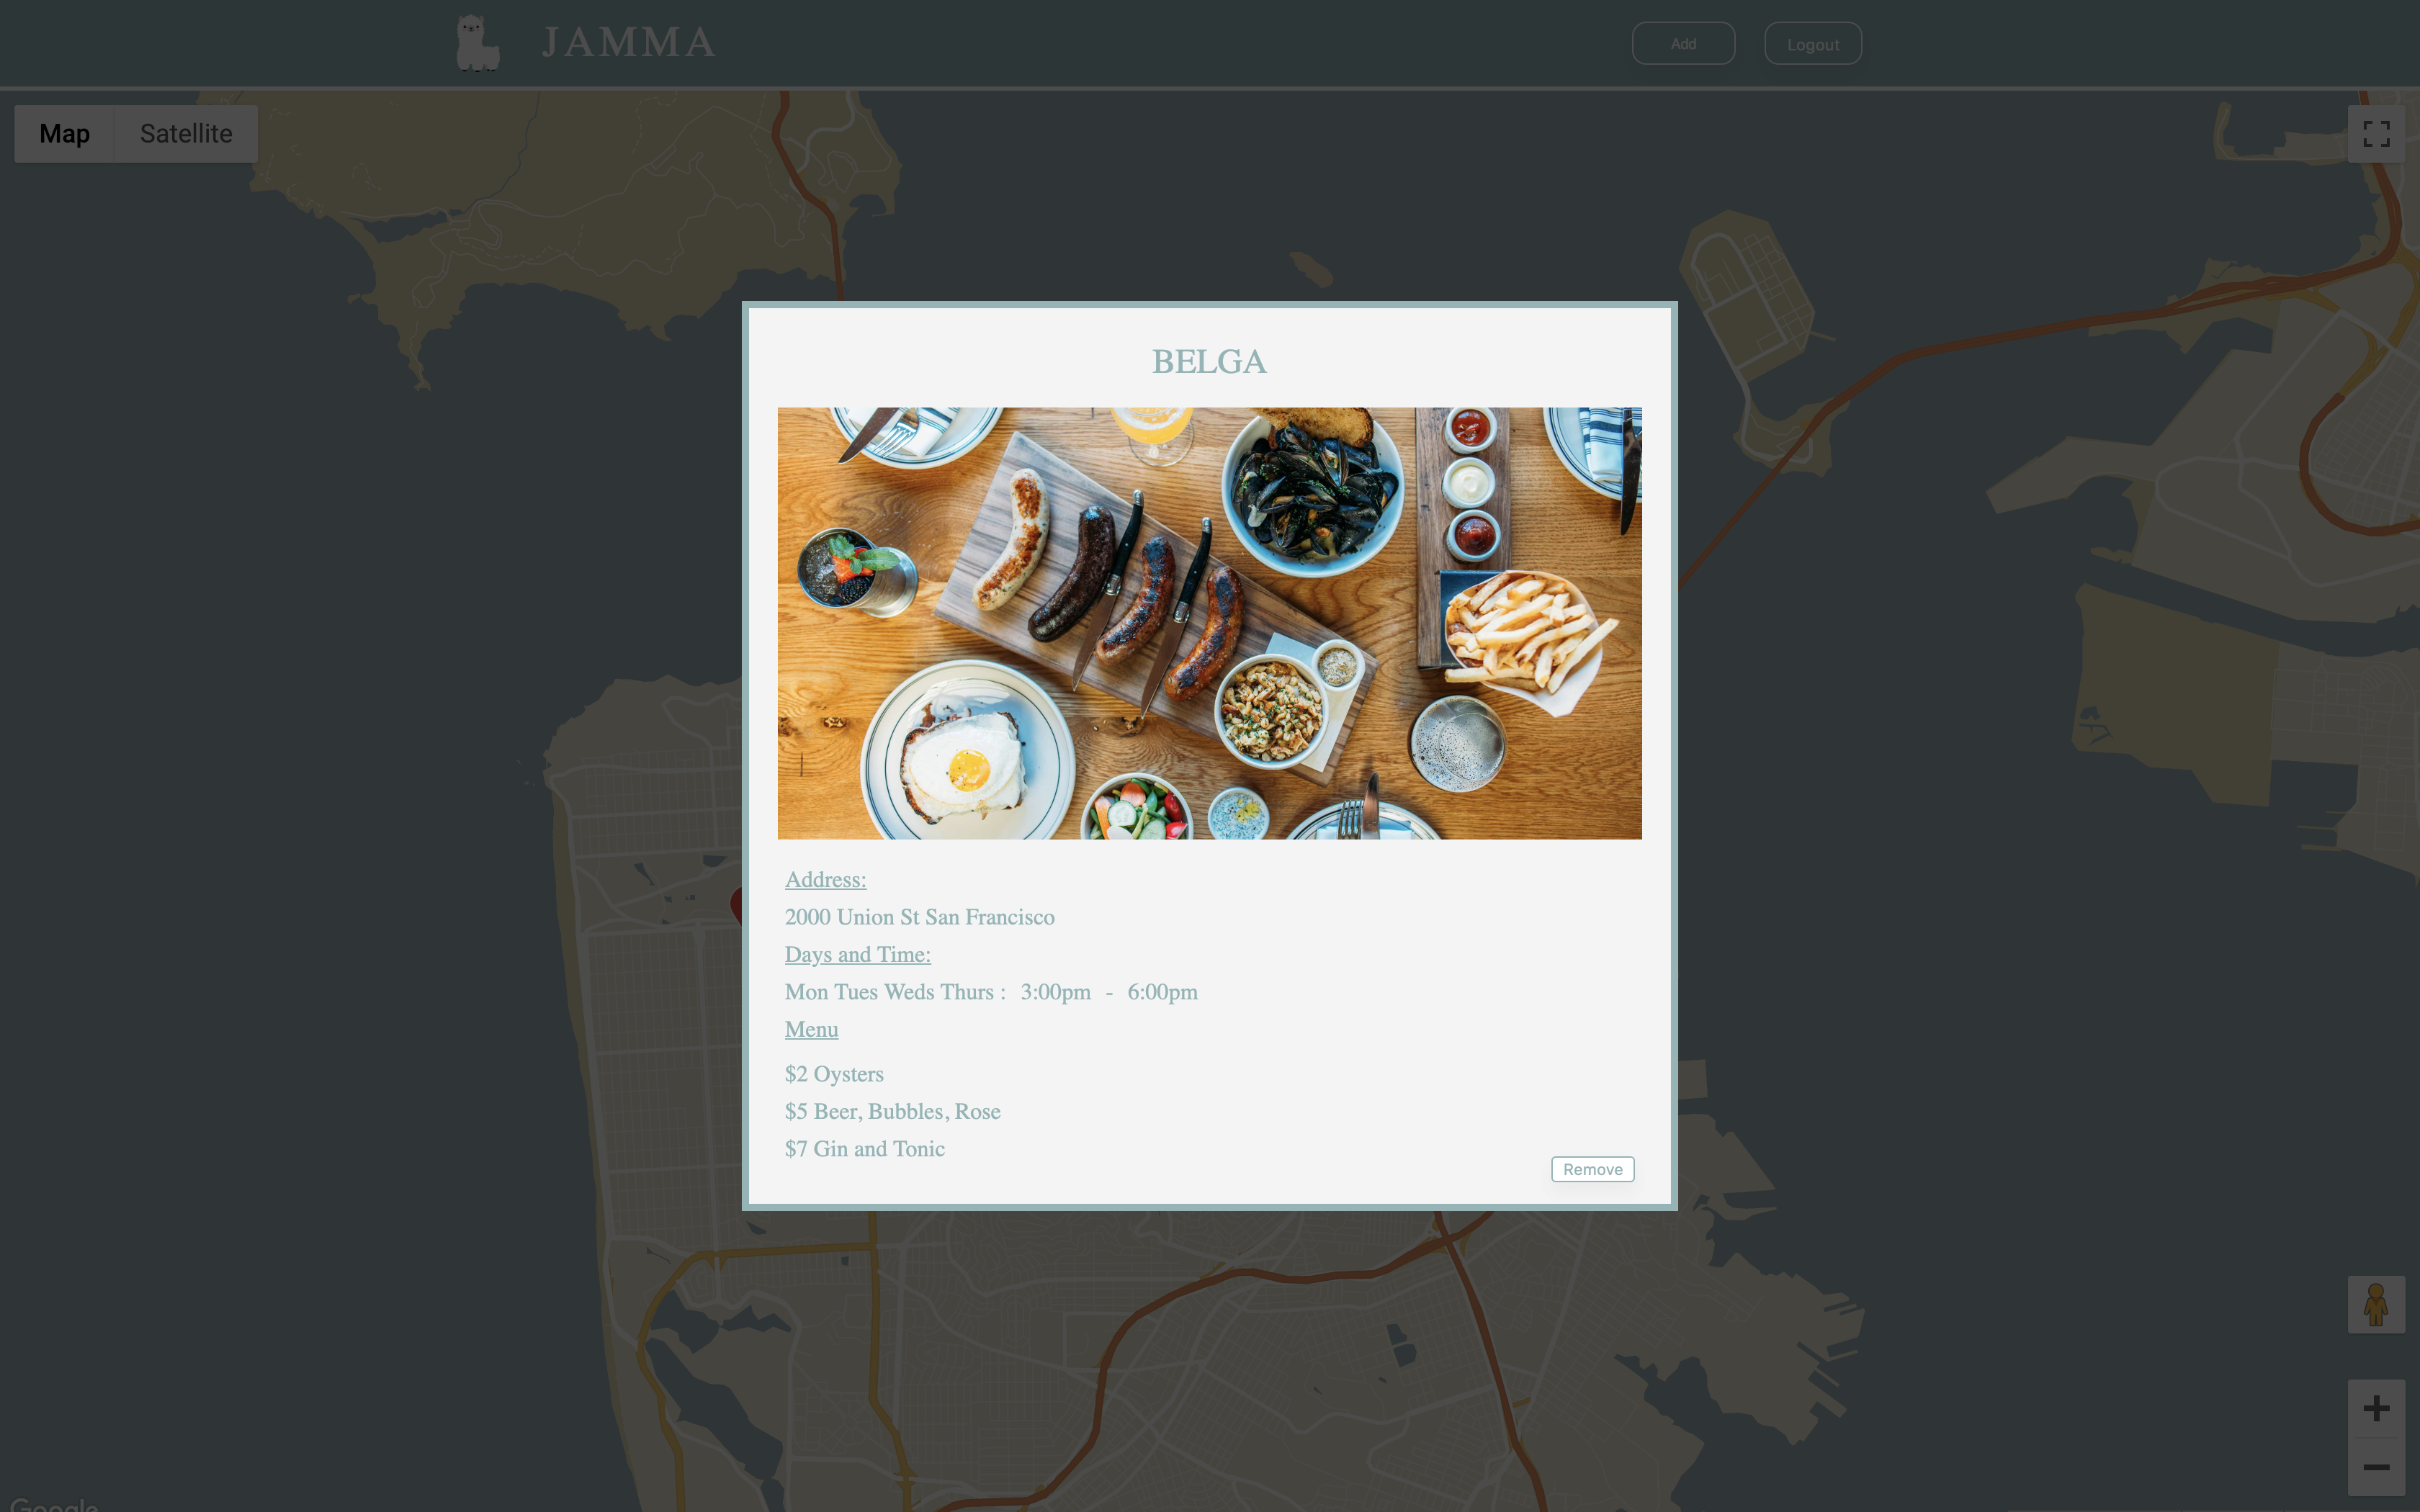 JAMMA
Add
Logout
Map
Satellite
BELGA
Address:
2000 Union St San Francisco
Days and Time:
Mon Tues Weds Thurs : 3:00pm - 6:00pm
Menu
$2 Oysters
$5 Beer, Bubbles, Rose
$7 Gin and Tonic
Remove
Google